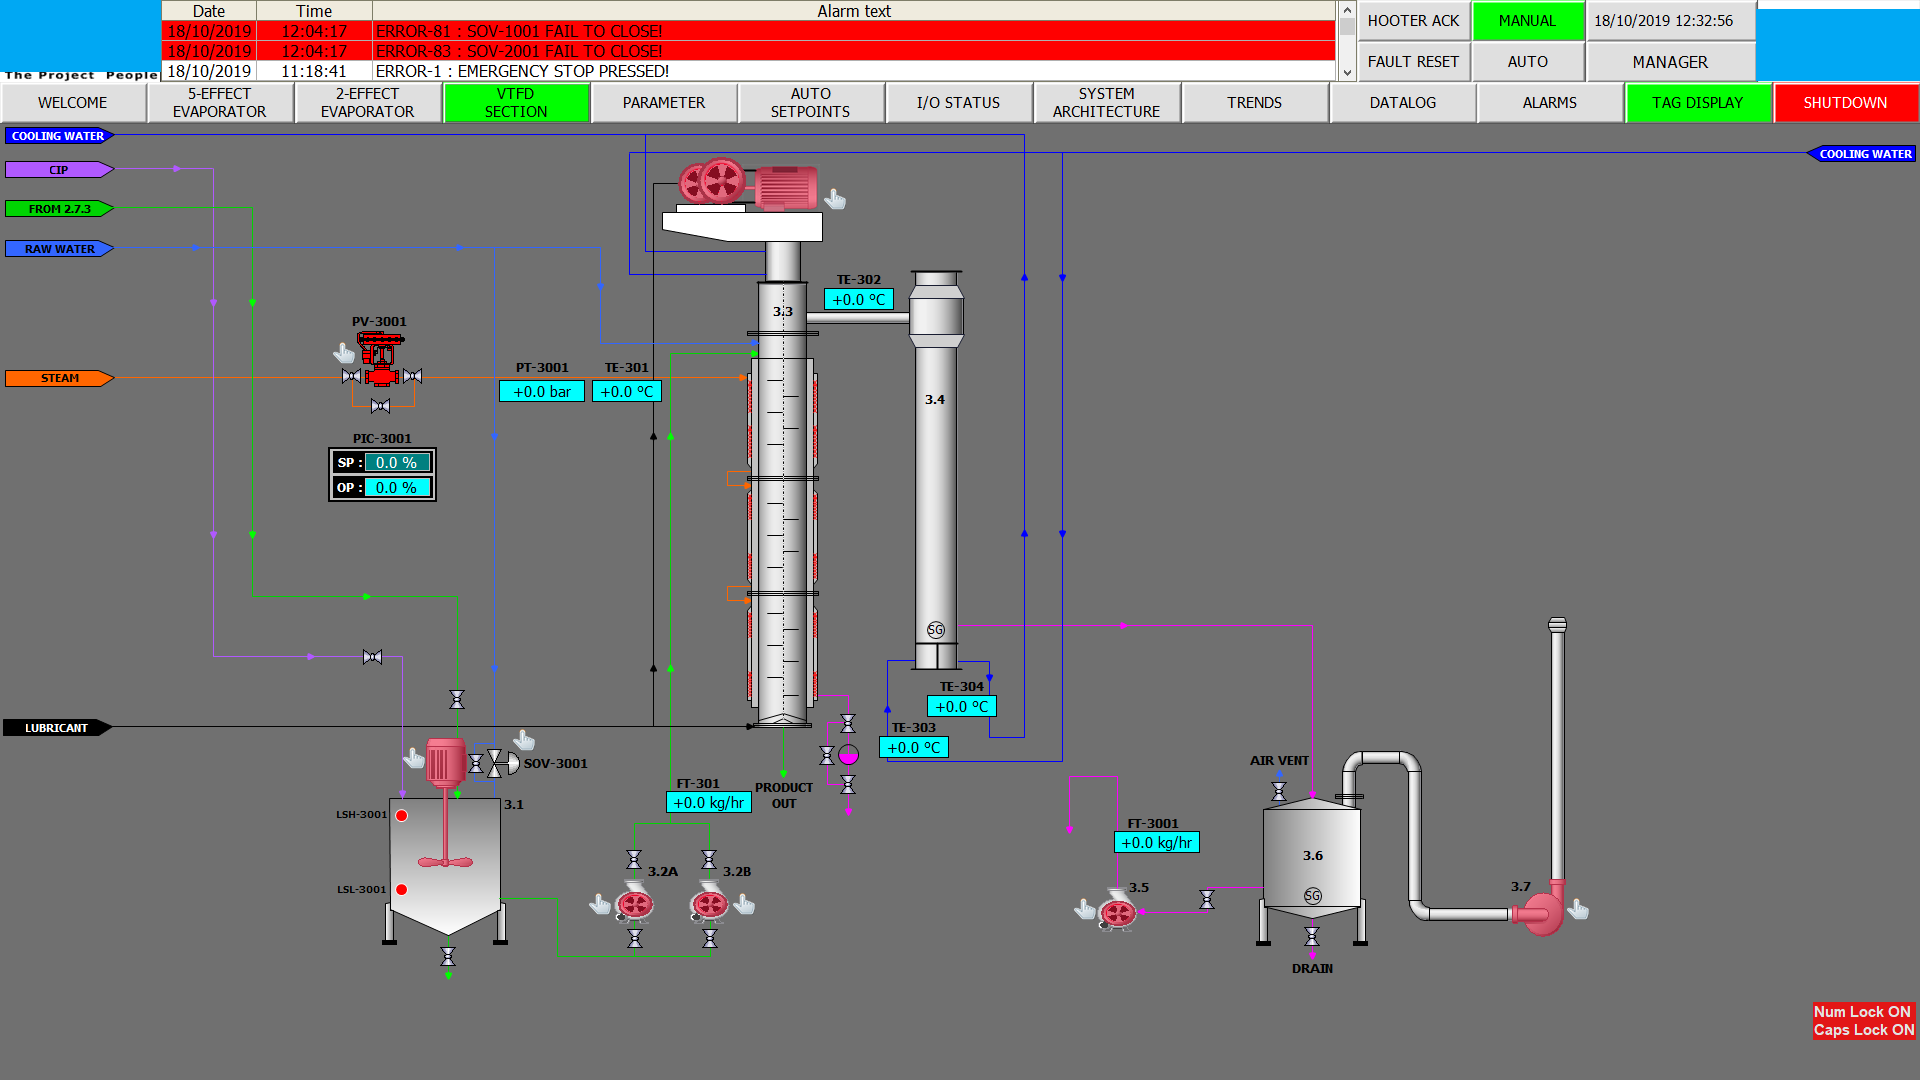 Date Time Alarm text
18/10/2019 12:04:17 ERROR-81 : SOV-1001 FAIL TO CLOSE!
18/10/2019 12:04:17 ERROR-83 : SOV-2001 FAIL TO CLOSE!
18/10/2019 11:18:41 ERROR-1 : EMERGENCY STOP PRESSED!
The Project People
HOOTER ACK MANUAL 18/10/2019 12:32:56
FAULT RESET AUTO MANAGER
WELCOME
5-EFFECT
EVAPORATOR
2-EFFECT
EVAPORATOR
VTFD
SECTION
PARAMETER
AUTO
SETPOINTS
I/O STATUS
SYSTEM
ARCHITECTURE
TRENDS
DATALOG
ALARMS
TAG DISPLAY
SHUTDOWN
COOLING WATER
COOLING WATER
CIP
FROM 2.7.3
RAW WATER
TE-302
+0.0 °C
3.3
PV-3001
STEAM
PT-3001
+0.0 bar
TE-301
+0.0 °C
3.4
PIC-3001
SP : 0.0 %
OP : 0.0 %
SG
TE-304
+0.0 °C
LUBRICANT
TE-303
+0.0 °C
SOV-3001
AIR VENT
FT-301
+0.0 kg/hr
PRODUCT
OUT
3.1
LSH-3001
LSL-3001
FT-3001
+0.0 kg/hr
3.6
SG
3.2A
3.2B
3.5
3.7
DRAIN
Num Lock ON
Caps Lock ON